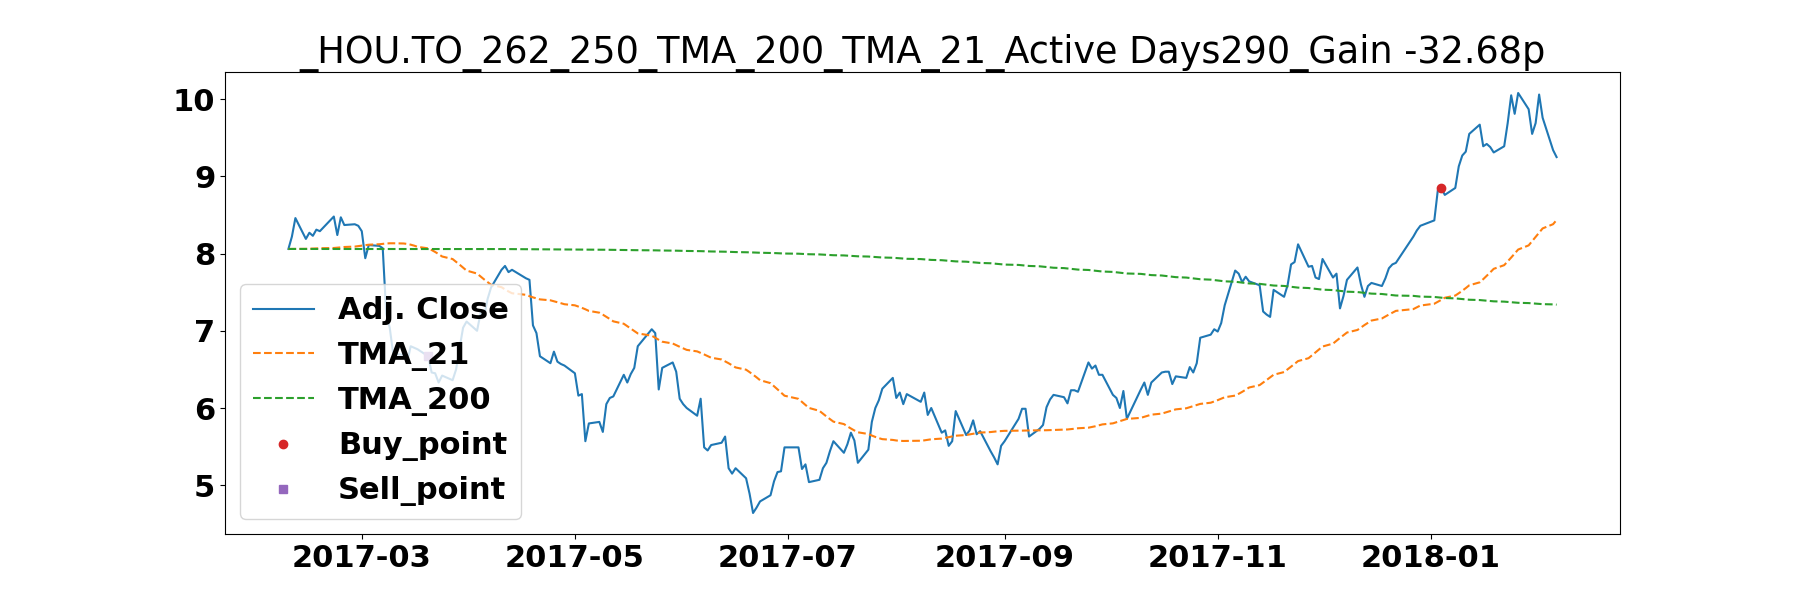 _HOU.TO_262_250_TMA_200_TMA_21_Active Days290_Gain -32.68p
10
9
8
7
6
5
Adj. Close
TMA_21
TMA_200
Buy_point
Sell_point
2017-03 2017-05 2017-07 2017-09 2017-11 2018-01